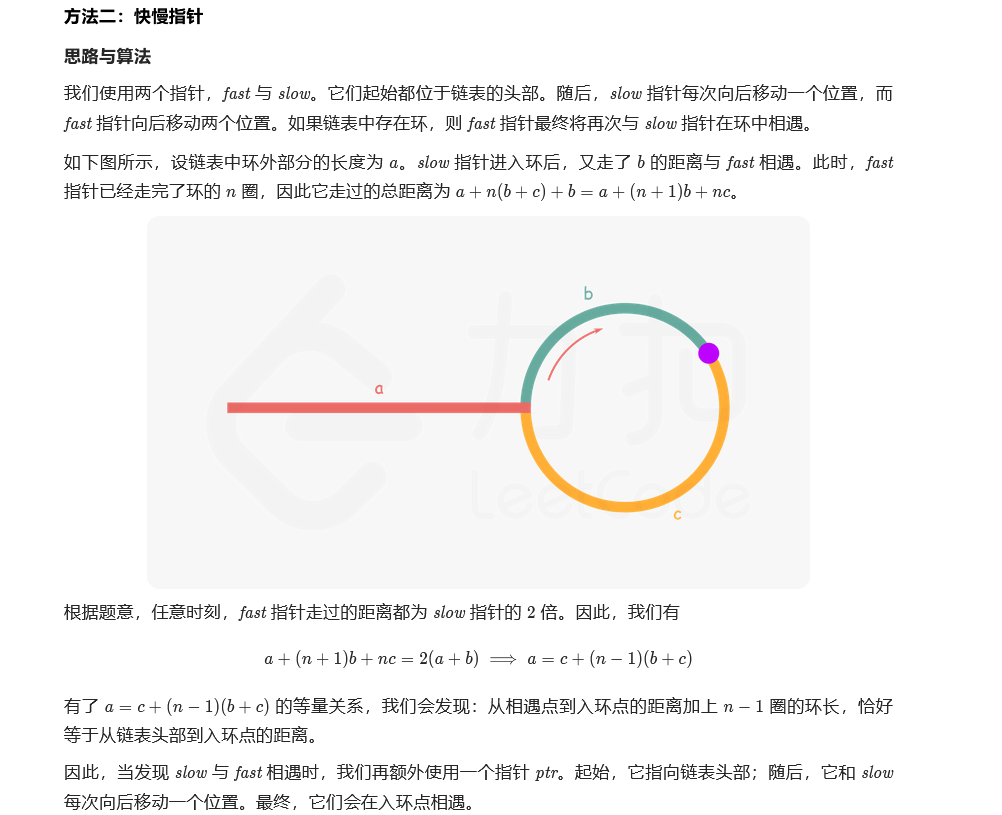 方法二：快慢指针
思路与算法
我们使用两个指针，fast 与 slow。它们起始都位于链表的头部。随后，slow 指针每次向后移动一个位置，而
fast 指针向后移动两个位置。如果链表中存在环，则 fast 指针最终将再次与 slow 指针在环中相遇。
如下图所示，设链表中环外部分的长度为 a。slow 指针进入环后，又走了 b 的距离与 fast 相遇。此时，fast
指针已经走完了环的 n 圈，因此它走过的总距离为 a + n(b + c) + b = a + (n + 1)b + nc。
b
a
力扣
LeetCode
c
根据题意，任意时刻，fast 指针走过的距离都为 slow 指针的 2 倍。因此，我们有
a + (n + 1)b + nc = 2(a + b) ⟹ a = c + (n − 1)(b + c)
有了 a = c + (n − 1)(b + c) 的等量关系，我们会发现：从相遇点到入环点的距离加上 n − 1 圈的环长，恰好
等于从链表头部到入环点的距离。
因此，当发现 slow 与 fast 相遇时，我们再额外使用一个指针 ptr。起始，它指向链表头部；随后，它和 slow
每次向后移动一个位置。最终，它们会在入环点相遇。